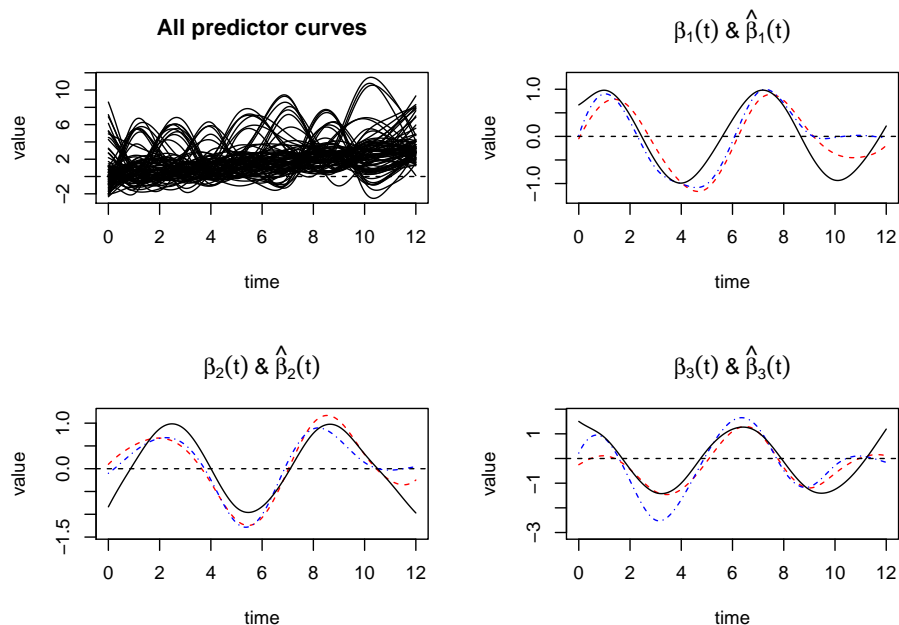 All predictor curves
value
10
6
2
−2
0 2 4 6 8 10 12
time
β₁(t) & β̂₁(t)
value
1.0
0.0
−1.0
0 2 4 6 8 10 12
time
β₂(t) & β̂₂(t)
value
1.0
0.0
−1.5
0 2 4 6 8 10 12
time
β₃(t) & β̂₃(t)
value
1
−1
−3
0 2 4 6 8 10 12
time